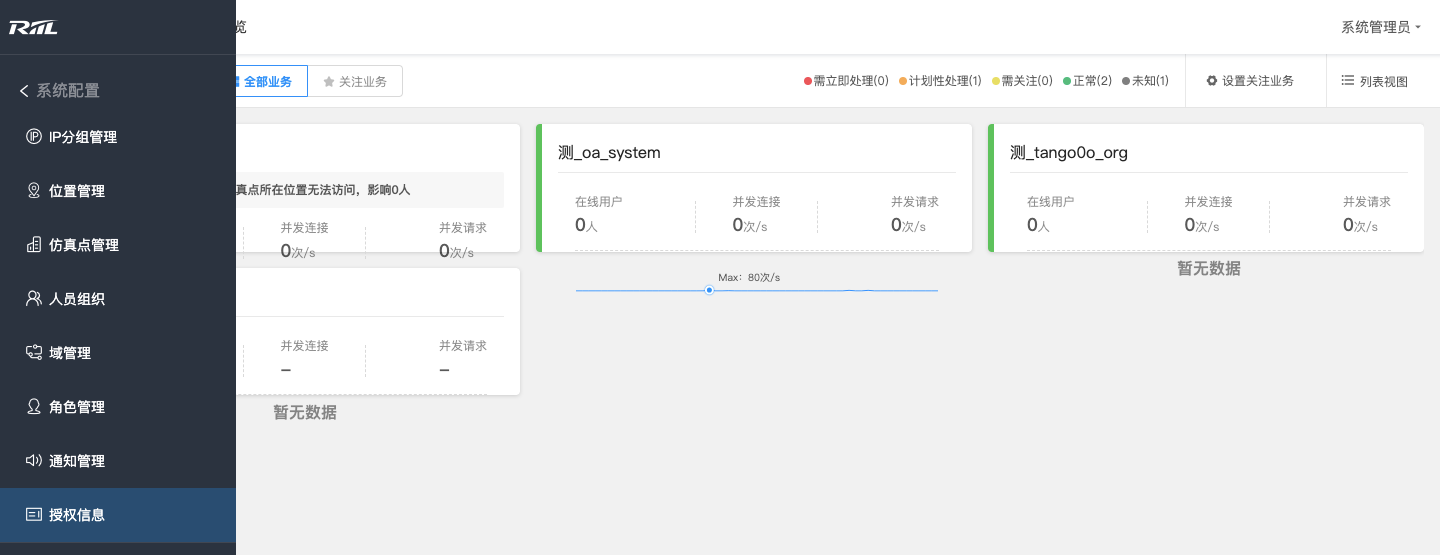 RIIL
览
系统管理员
系统配置
IP分组管理
位置管理
仿真点管理
人员组织
域管理
角色管理
通知管理
授权信息
全部业务
关注业务
需立即处理(0)
计划性处理(1)
需关注(0)
正常(2)
未知(1)
设置关注业务
列表视图
真点所在位置无法访问，影响0人
并发连接
并发请求
0次/s
0次/s
测_oa_system
在线用户
并发连接
并发请求
0人
0次/s
0次/s
Max：80次/s
测_tango0o_org
在线用户
并发连接
并发请求
0人
0次/s
0次/s
暂无数据
并发连接
并发请求
–
–
暂无数据